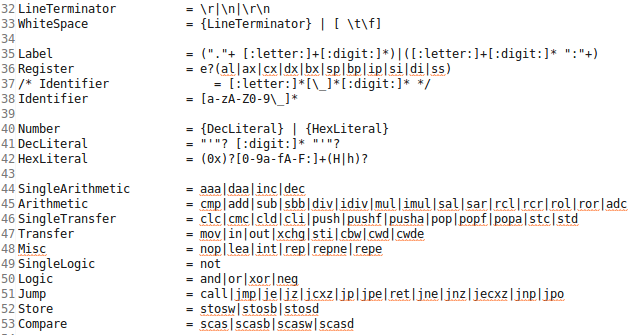 32 LineTerminator = \r|\n|\r\n
33 WhiteSpace = {LineTerminator} | [ \t\f]
34
35 Label = ("."+ [:letter:]+[:digit:]*)|([:letter:]+[:digit:]* ":"+)
36 Register = e?(al|ax|cx|dx|bx|sp|bp|ip|si|di|ss)
37 /* Identifier = [:letter:]*[\_]*[:digit:]* */
38 Identifier = [a-zA-Z0-9\_]*
39
40 Number = {DecLiteral} | {HexLiteral}
41 DecLiteral = "'"? [:digit:]* "'"?
42 HexLiteral = (0x)?[0-9a-fA-F:]+(H|h)?
43
44 SingleArithmetic = aaa|daa|inc|dec
45 Arithmetic = cmp|add|sub|sbb|div|idiv|mul|imul|sal|sar|rcl|rcr|rol|ror|adc
46 SingleTransfer = clc|cmc|cld|cli|push|pushf|pusha|pop|popf|popa|stc|std
47 Transfer = mov|in|out|xchg|sti|cbw|cwd|cwde
48 Misc = nop|lea|int|rep|repne|repe
49 SingleLogic = not
50 Logic = and|or|xor|neg
51 Jump = call|jmp|je|jz|jcxz|jp|jpe|ret|jne|jnz|jecxz|jnp|jpo
52 Store = stosw|stosb|stosd
53 Compare = scas|scasb|scasw|scasd